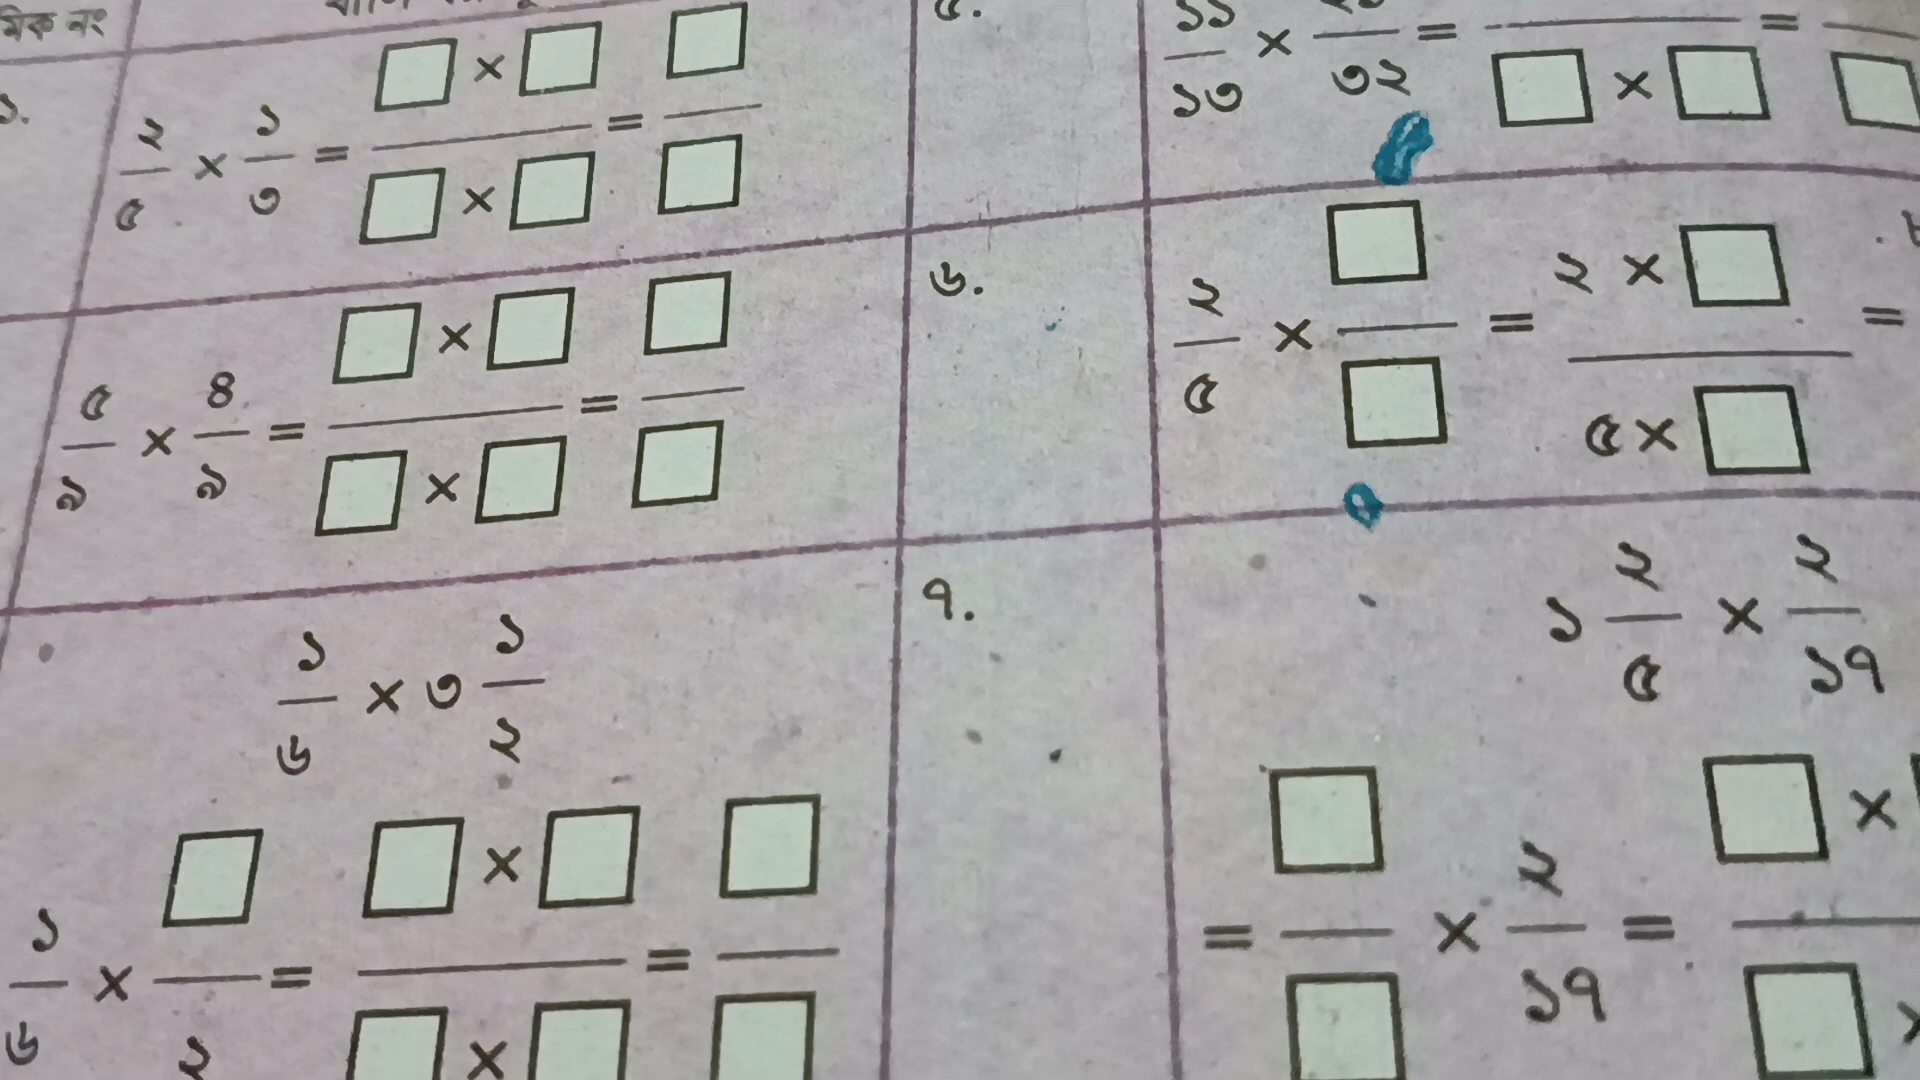 মিক নং
১.
২/৫ × ১/৩ = □ × □ / □ × □ = □/□
৫/৯ × ৪/৯ = □ × □ / □ × □ = □/□
১/৬ × ৩ ১/২
১/৬ × □/২ = □ × □ / □ × □ = □/□
৫.
১১/১৩ × /৩২ = / □ × □ = /□
৬.
২/৫ × □/□ = ২ × □ / ৫ × □ =
৭.
১ ২/৫ × ২/১৭
= □/□ × ২/১৭ = □ × / □ ×